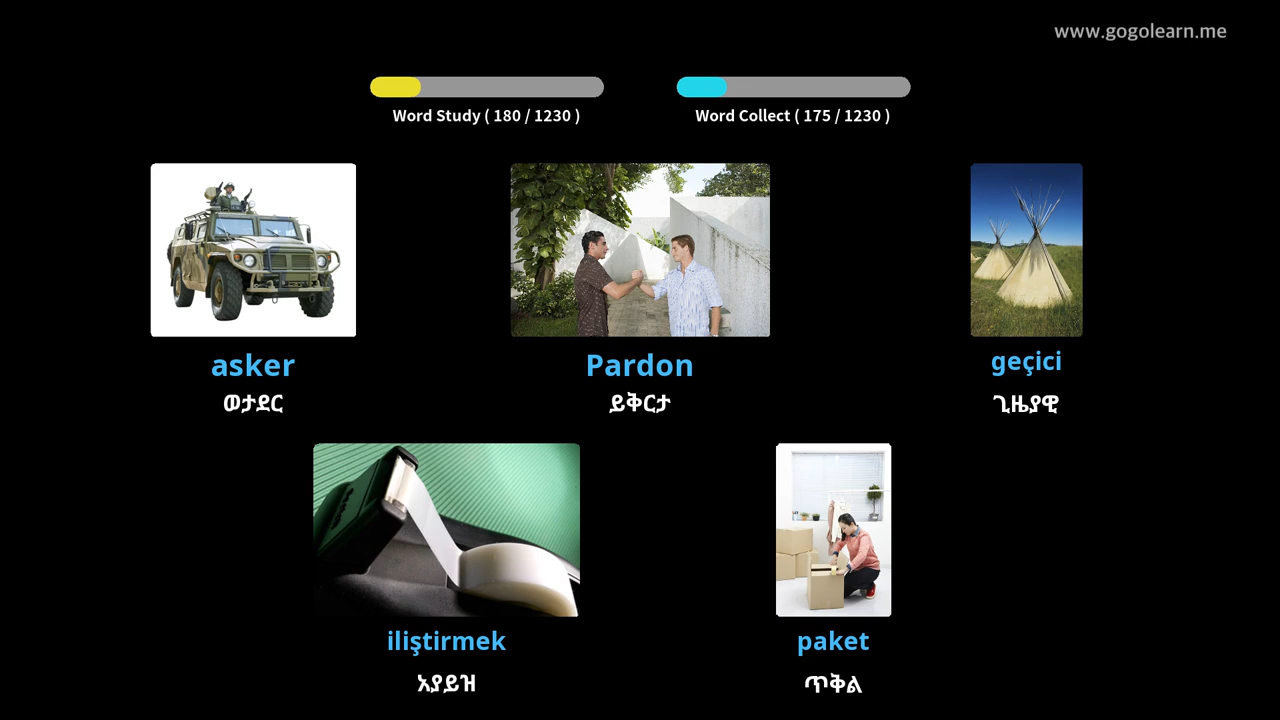 www.gogolearn.me
Word Study ( 180 / 1230 )
Word Collect ( 175 / 1230 )
asker
Pardon
geçici
ወታደር
ይቅርታ
ጊዜያዊ
iliştirmek
paket
አያይዝ
ጥቅል